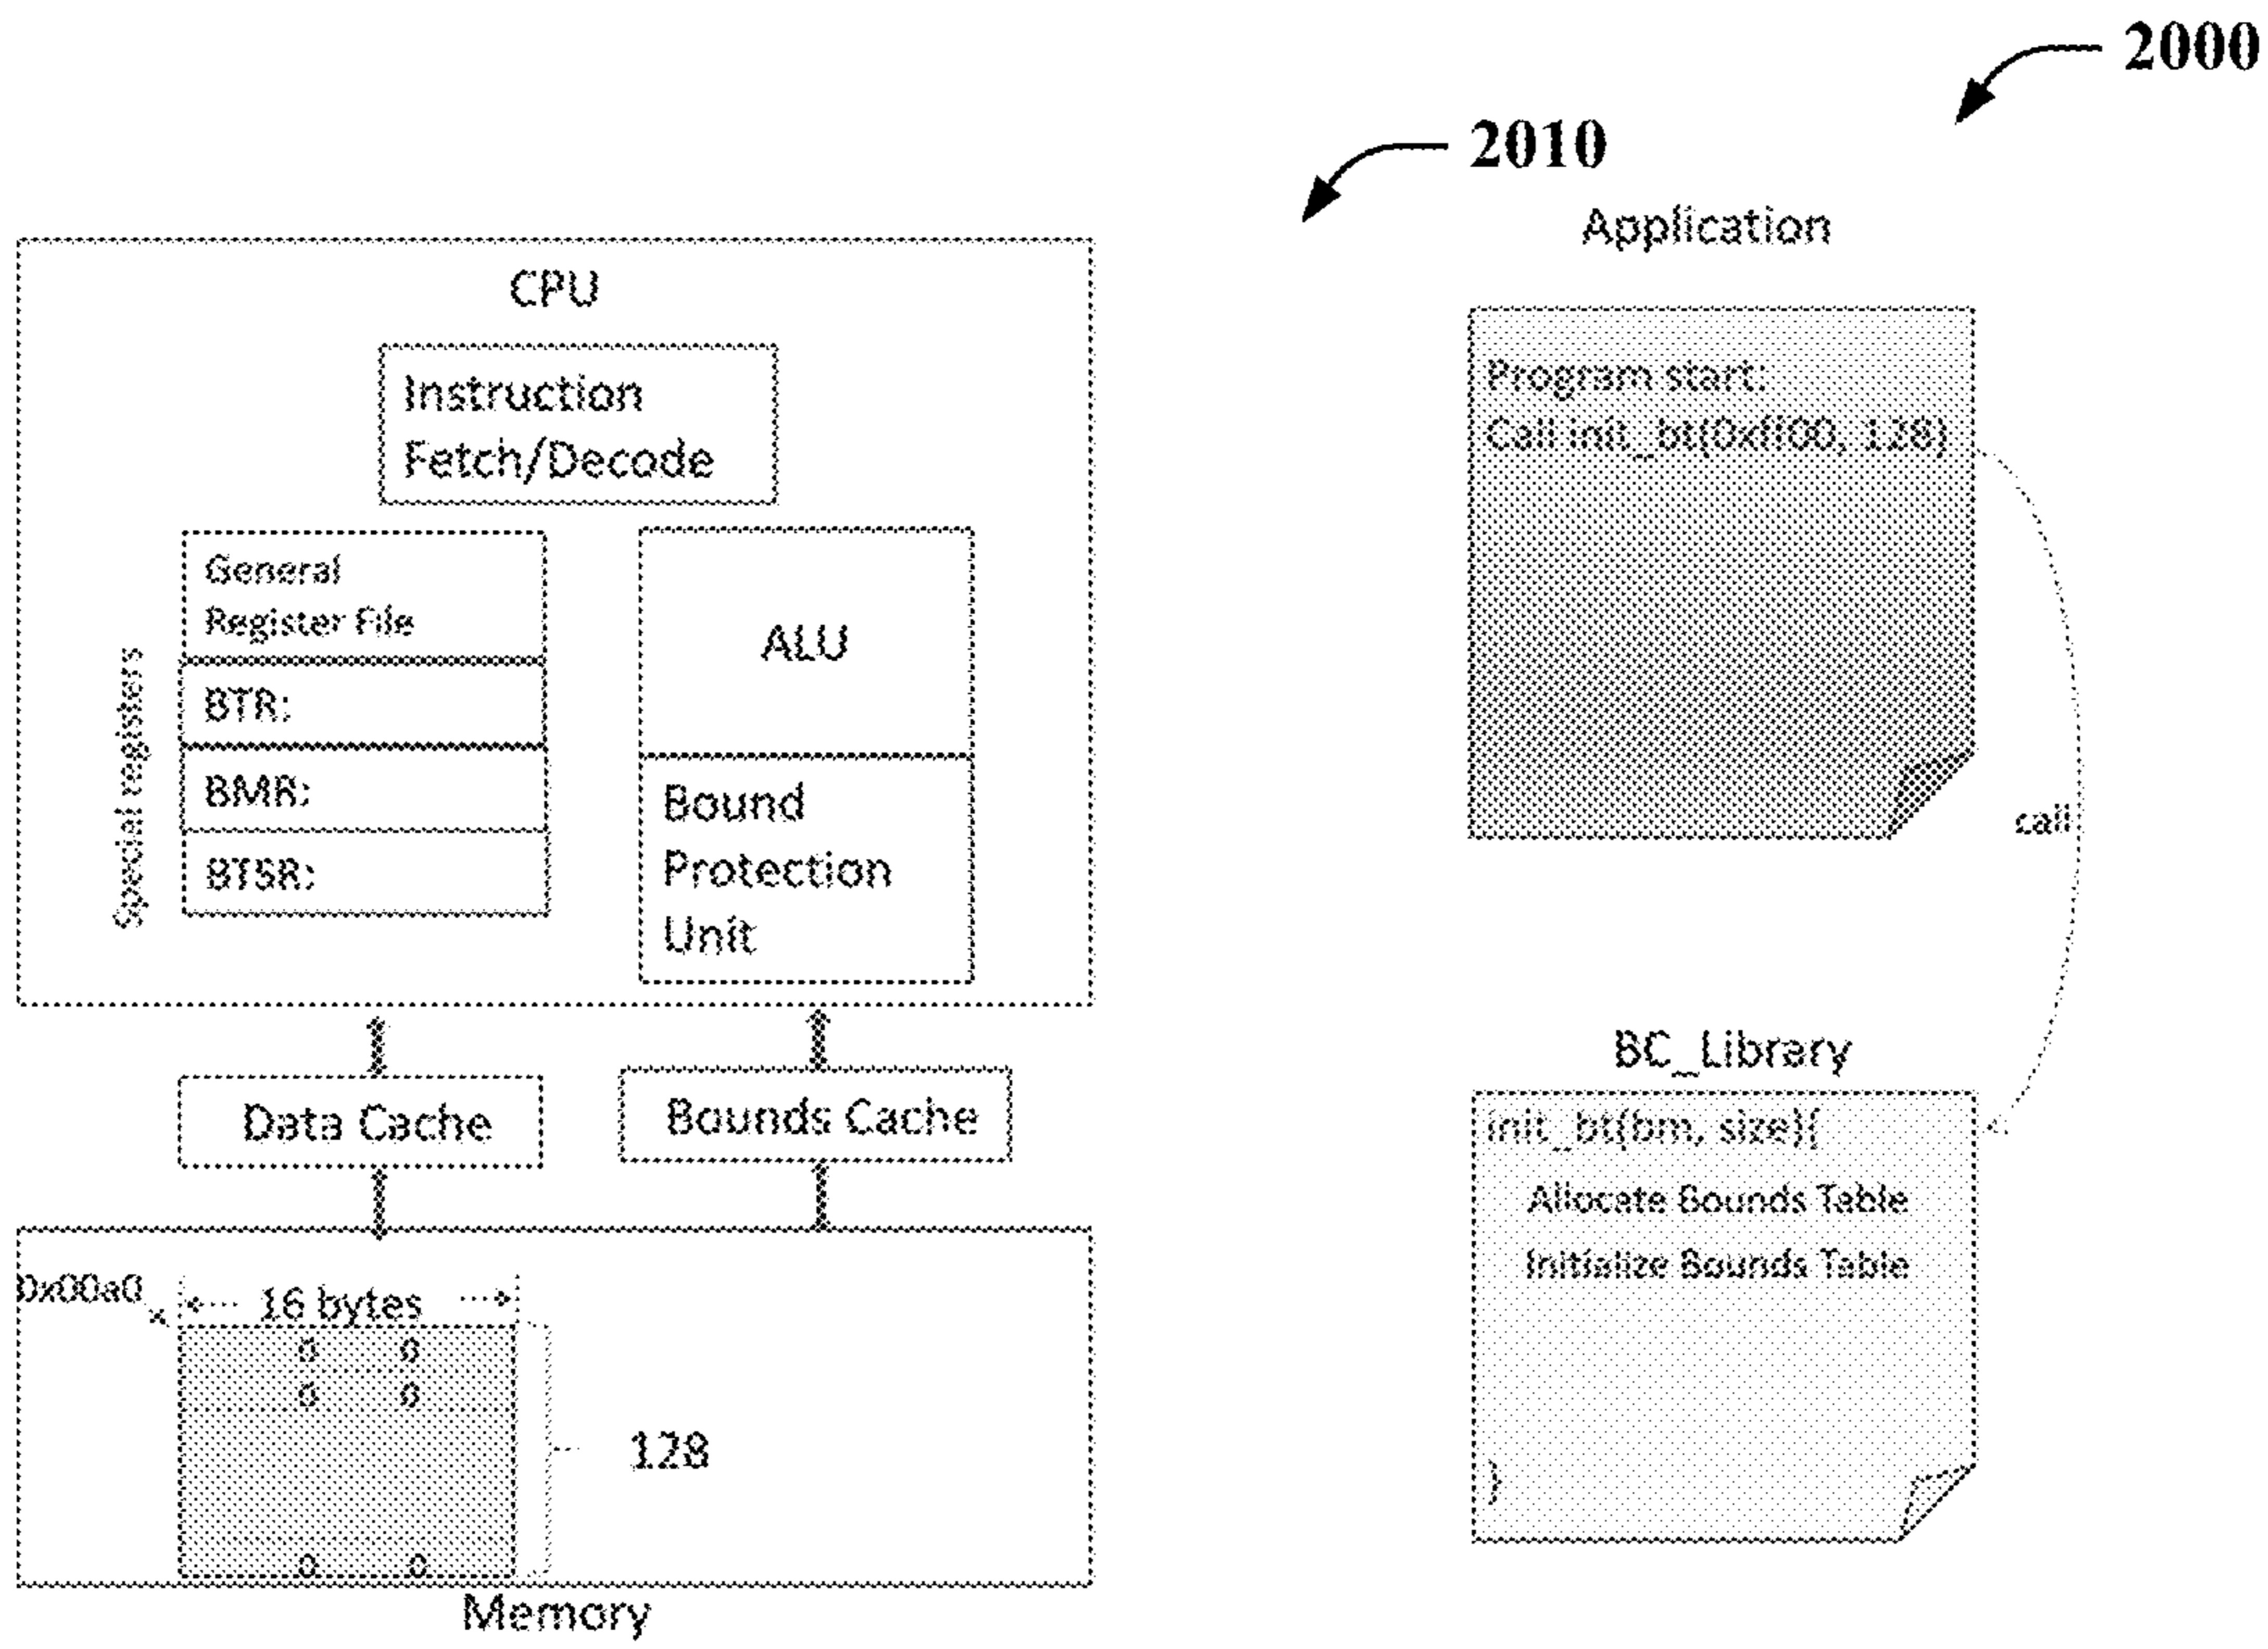 2000
2010
CPU
Instruction
Fetch/Decode
General
Register File
BTR:
BMR:
BTSR:
Special registers
ALU
Bound
Protection
Unit
Data Cache
Bounds Cache
0x00a0
16 bytes
0 0
0 0
0 0
128
Memory
Application
Program start:
Call init_bt(0xff00, 128)
call
BC_Library
init_bt(bm, size){
Allocate Bounds Table
Initialize Bounds Table
}